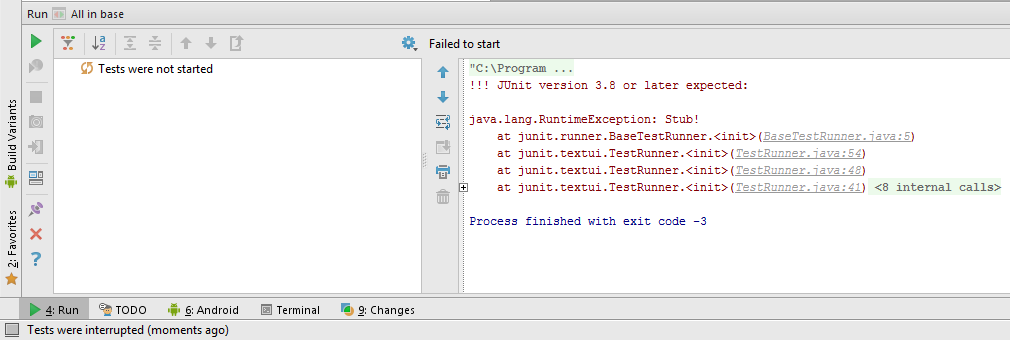 Run All in base
Failed to start
Tests were not started
"C:\Program ...
!!! JUnit version 3.8 or later expected:
java.lang.RuntimeException: Stub!
at junit.runner.BaseTestRunner.<init>(BaseTestRunner.java:5)
at junit.textui.TestRunner.<init>(TestRunner.java:54)
at junit.textui.TestRunner.<init>(TestRunner.java:48)
at junit.textui.TestRunner.<init>(TestRunner.java:41) <8 internal calls>
Process finished with exit code -3
Build Variants
2: Favorites
4: Run TODO 6: Android Terminal 9: Changes
Tests were interrupted (moments ago)